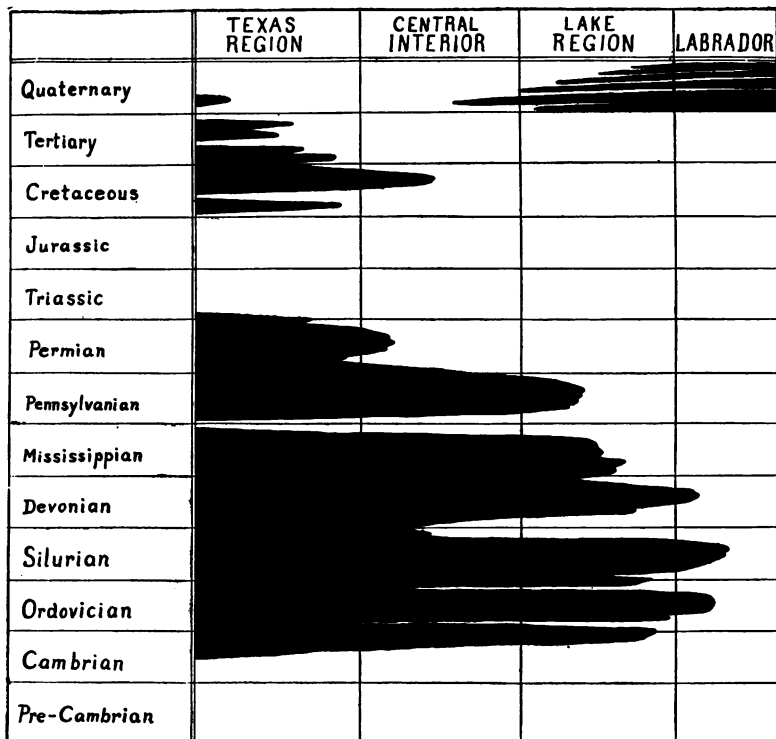 TEXAS
REGION
CENTRAL
INTERIOR
LAKE
REGION
LABRADOR
Quaternary
Tertiary
Cretaceous
Jurassic
Triassic
Permian
Pennsylvanian
Mississippian
Devonian
Silurian
Ordovician
Cambrian
Pre-Cambrian